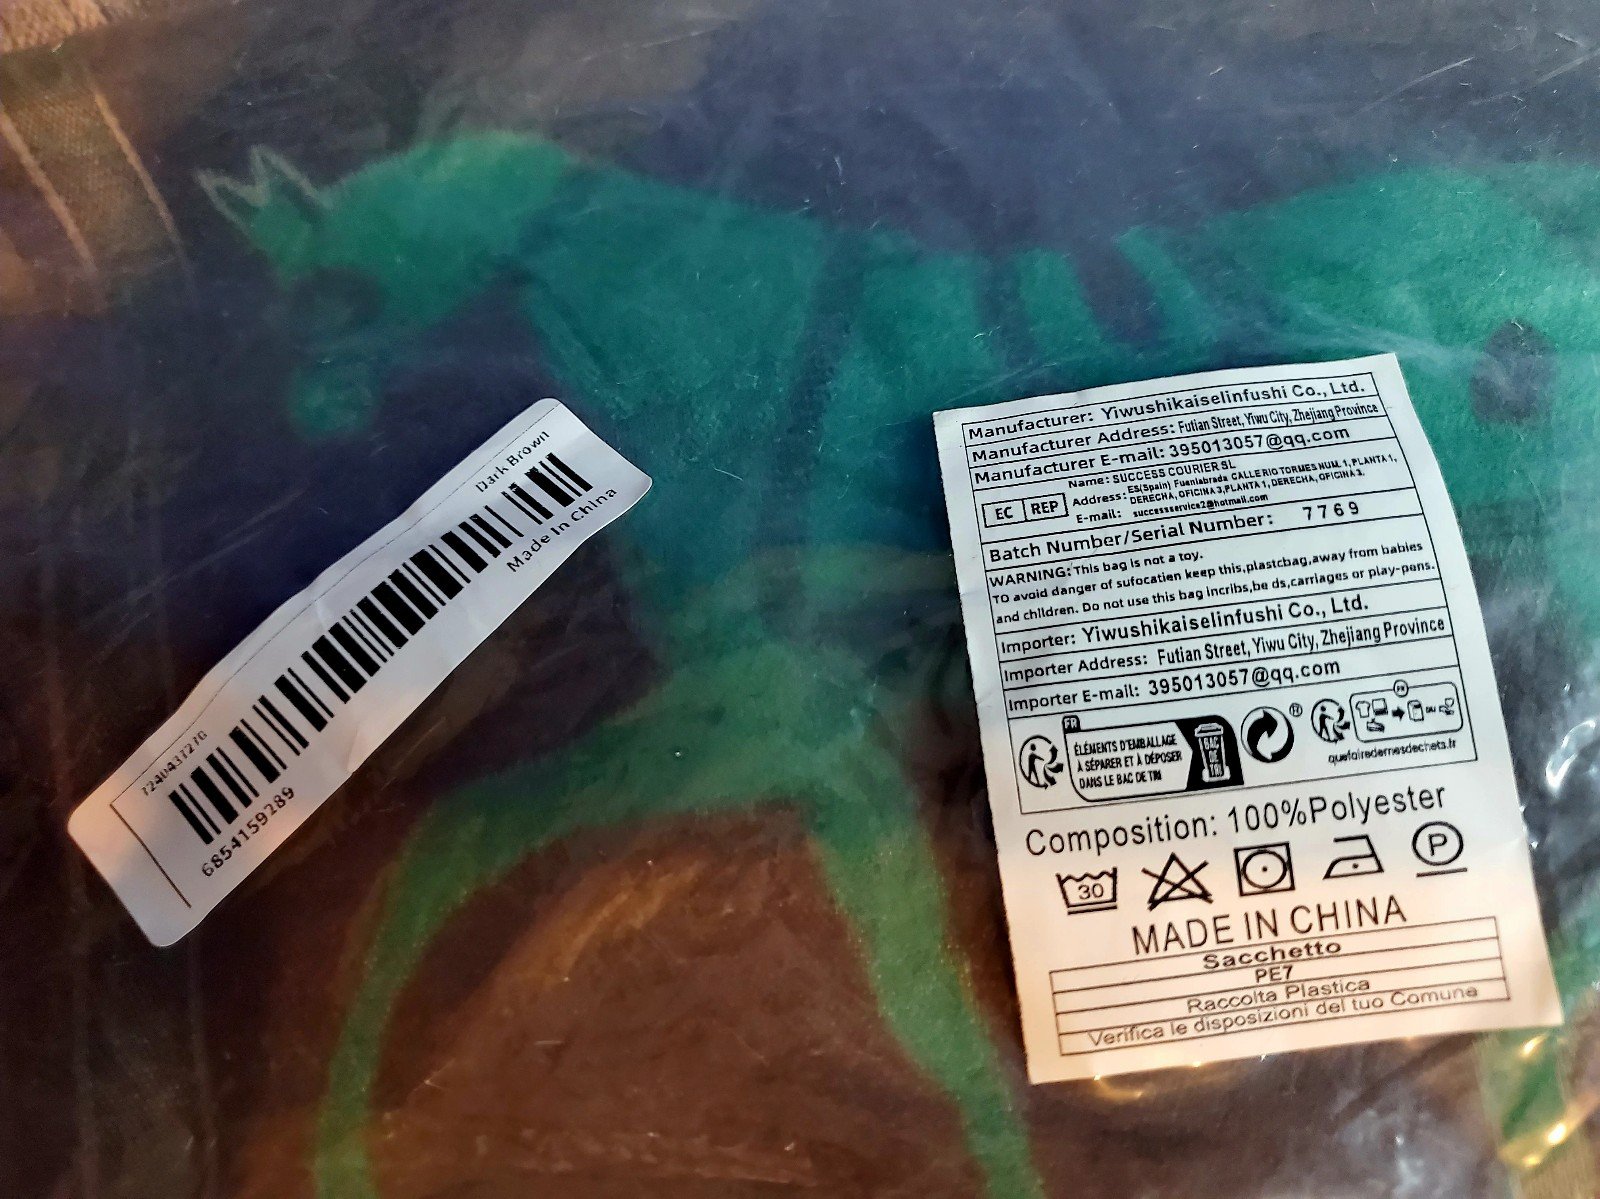 Dark Brown
Made In China
6854159289
Manufacturer: Yiwushikaiselinfushi Co., Ltd.
Manufacturer Address: Futian Street, Yiwu City, Zhejiang Province
Manufacturer E-mail: 395013057@qq.com
EC REP
Name: SUCCESS COURIER SL
Address: ES(Spain) Fuenlabrada CALLE RIO TORMES NUM. 1, PLANTA 1,
DERECHA, OFICINA 3, PLANTA 1, DERECHA, OFICINA 3.
E-mail: successservice2@hotmail.com
Batch Number/Serial Number: 7769
WARNING: This bag is not a toy.
TO avoid danger of sufocatien keep this,plastcbag,away from babies
and children. Do not use this bag incribs,be ds,carriages or play-pens.
Importer: Yiwushikaiselinfushi Co., Ltd.
Importer Address: Futian Street, Yiwu City, Zhejiang Province
Importer E-mail: 395013057@qq.com
FR
ÉLÉMENTS D'EMBALLAGE
À SÉPARER ET À DÉPOSER
DANS LE BAC DE TRI
BAC
DE
TRI
®
FR
OU
quefairedemesdechets.fr
Composition: 100%Polyester
30
P
MADE IN CHINA
Sacchetto
PE7
Raccolta Plastica
Verifica le disposizioni del tuo Comune